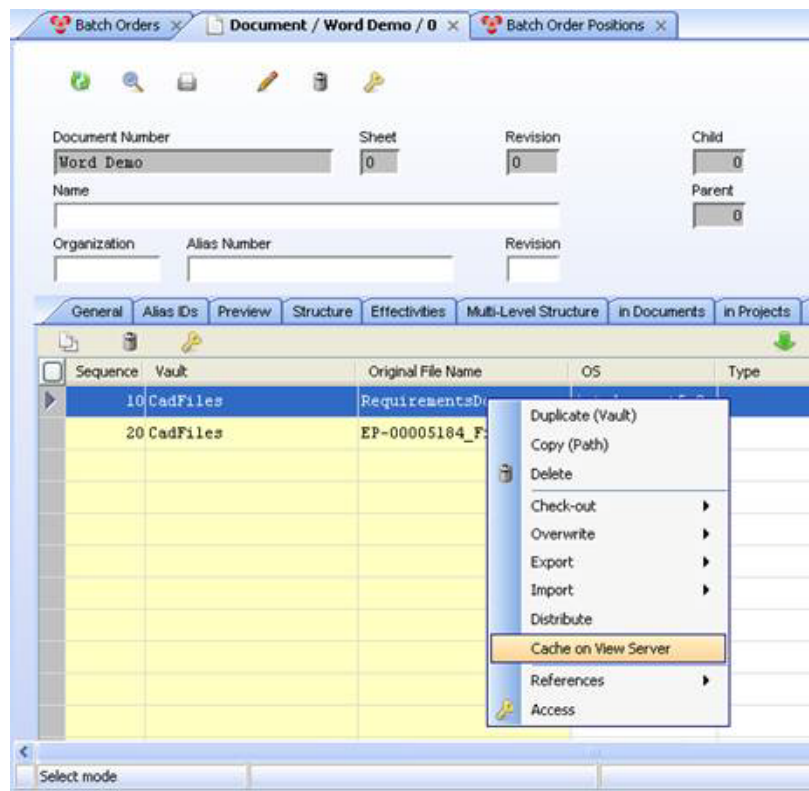 Batch Orders Document / Word Demo / 0 Batch Order Positions
Document Number Sheet Revision Child
Word Demo 0 0 0
Name Parent
0
Organization Alias Number Revision
General Alias IDs Preview Structure Effectivities Multi-Level Structure in Documents in Projects
Sequence Vault Original File Name OS Type
10 CadFiles
20 CadFiles
Duplicate (Vault)
Copy (Path)
Delete
Check-out
Overwrite
Export
Import
Distribute
Cache on View Server
References
Access
Select mode